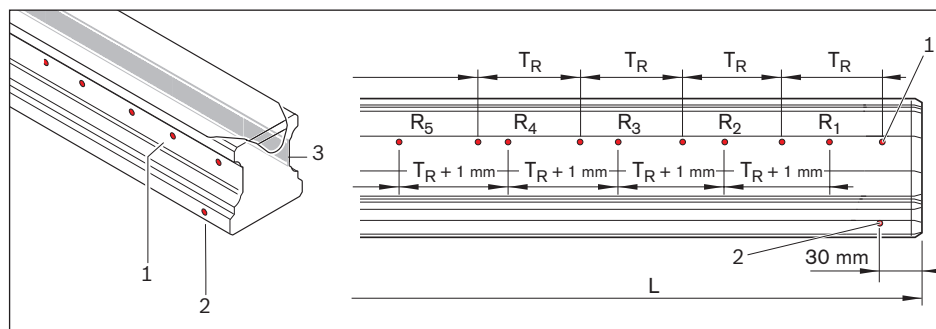 1
2
3
T_R T_R T_R T_R
1
R_5 R_4 R_3 R_2 R_1
T_R + 1 mm T_R + 1 mm T_R + 1 mm T_R + 1 mm
2
30 mm
L